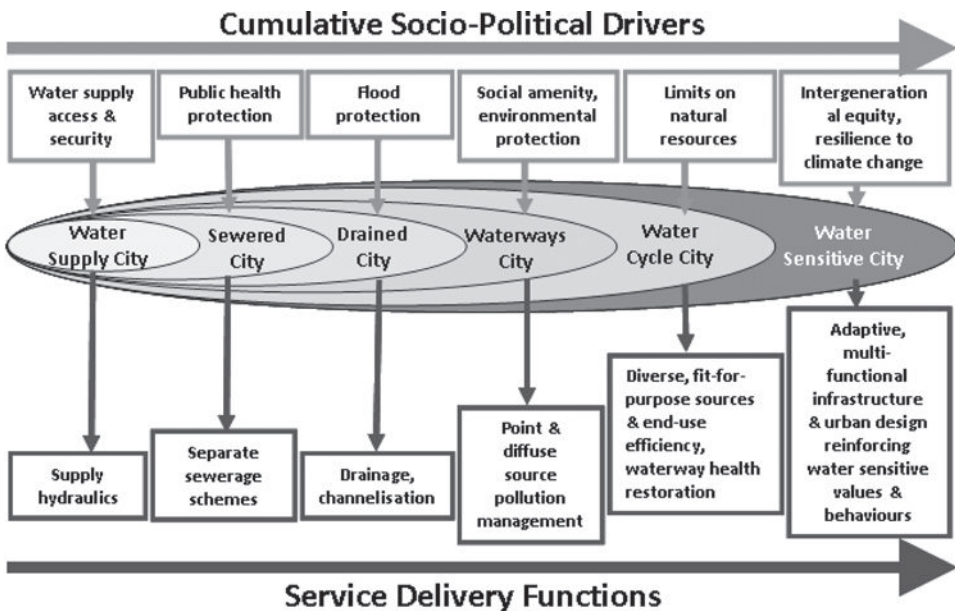 Cumulative Socio-Political Drivers
Water supply
access &
security
Public health
protection
Flood
protection
Social amenity,
environmental
protection
Limits on
natural
resources
Intergeneration
al equity,
resilience to
climate change
Water
Supply City
Sewered
City
Drained
City
Waterways
City
Water
Cycle City
Water
Sensitive City
Supply
hydraulics
Separate
sewerage
schemes
Drainage,
channelisation
Point &
diffuse
source
pollution
management
Diverse, fit-for-
purpose sources
& end-use
efficiency,
waterway health
restoration
Adaptive,
multi-
functional
infrastructure
& urban design
reinforcing
water sensitive
values &
behaviours
Service Delivery Functions